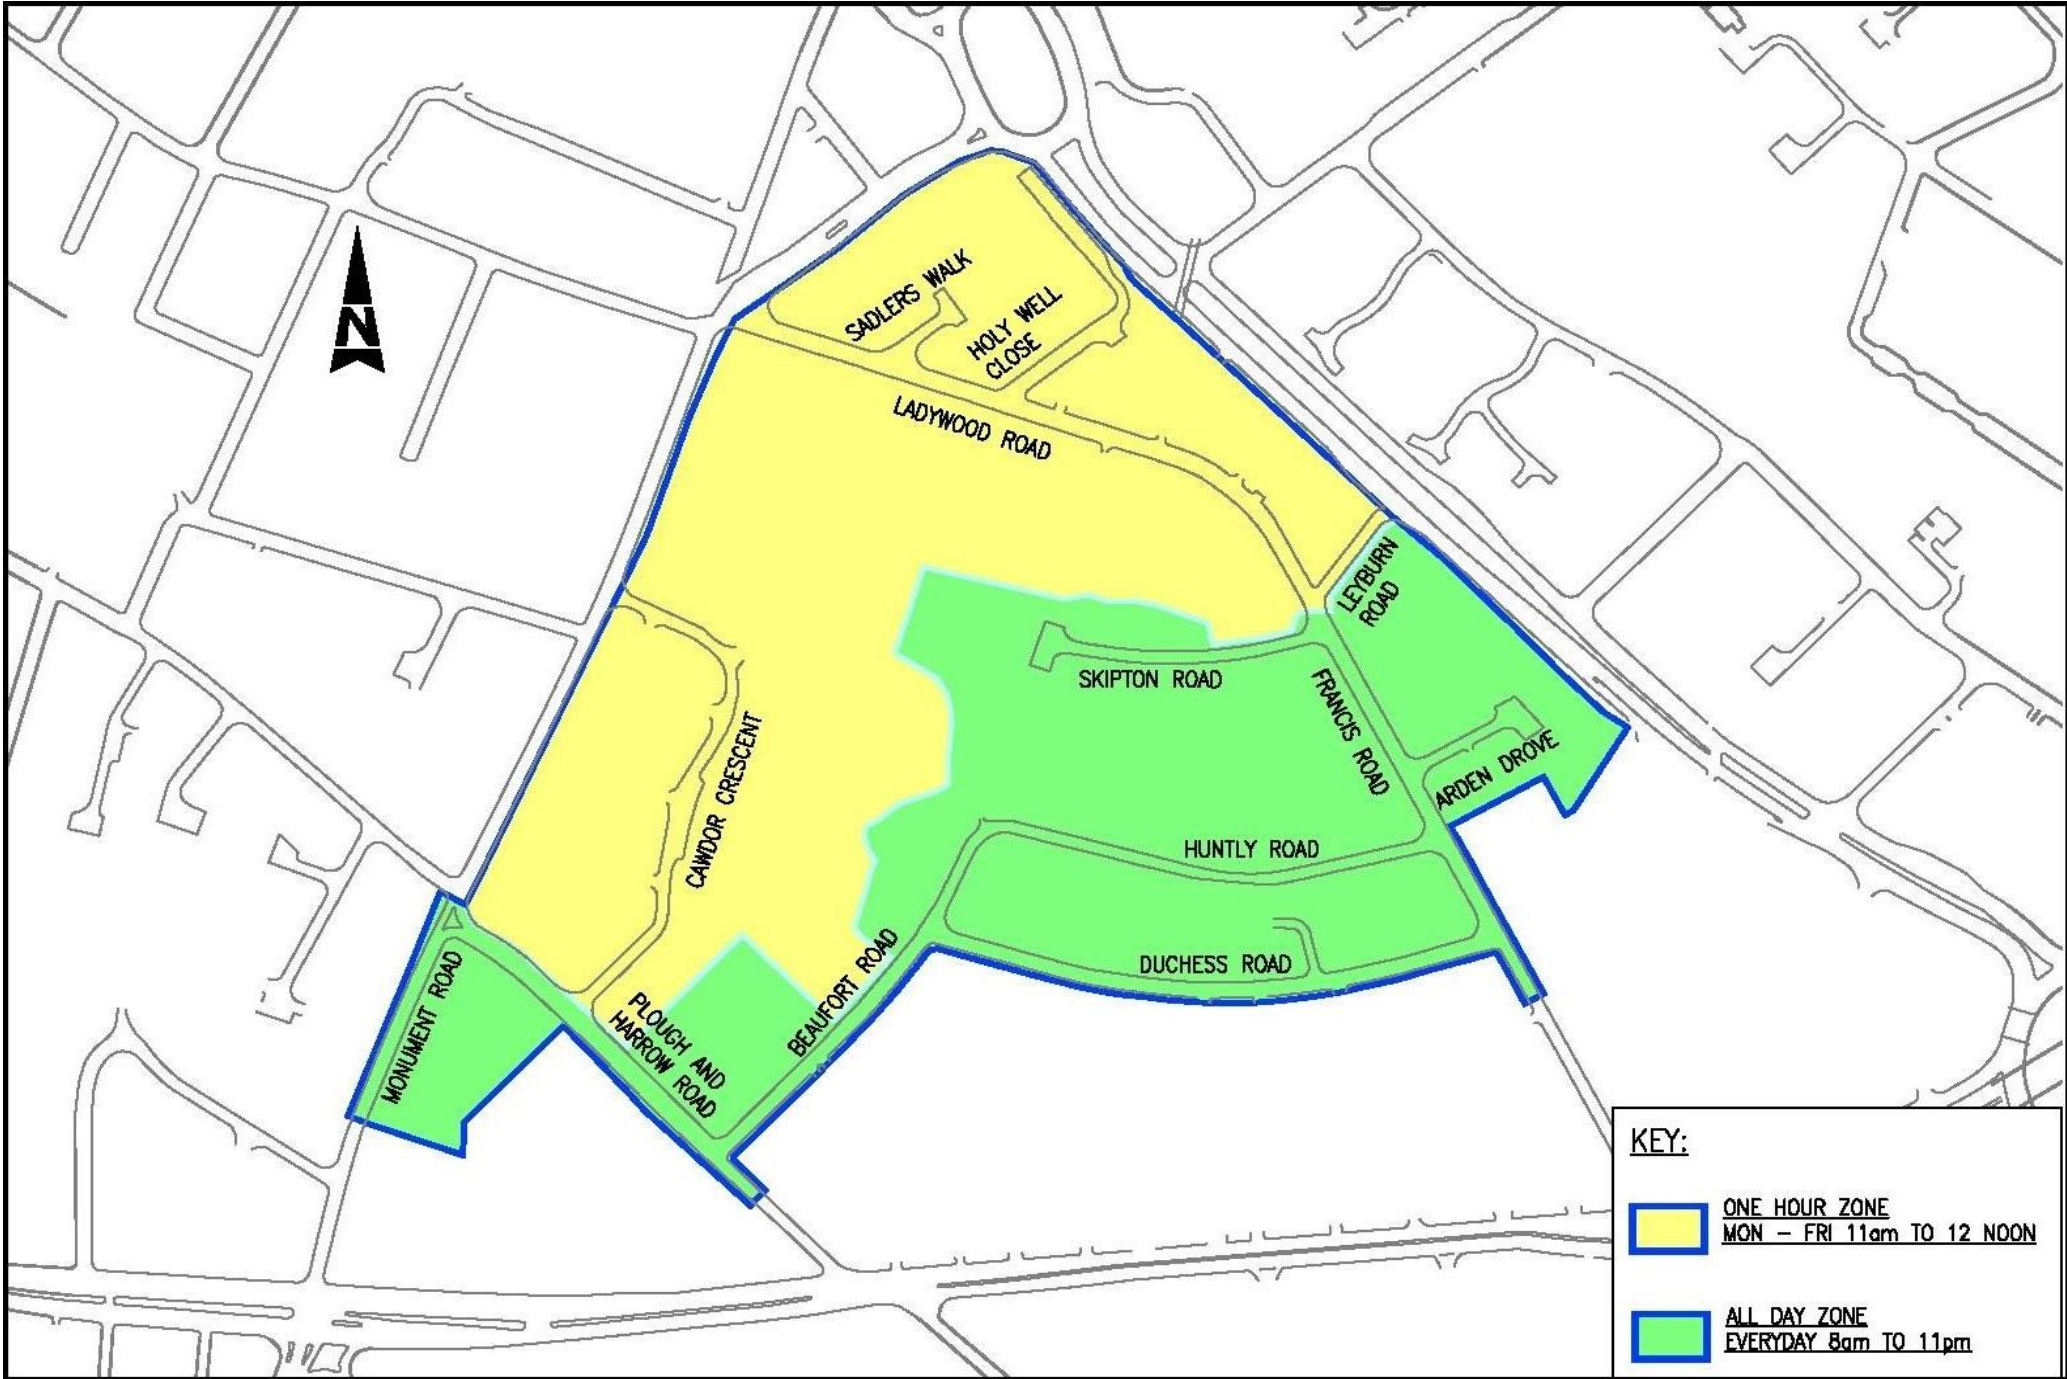 N
SADLERS WALK
HOLY WELL
CLOSE
LADYWOOD ROAD
LEYBURN
ROAD
SKIPTON ROAD
FRANCIS ROAD
ARDEN DROVE
CAWDOR CRESCENT
HUNTLY ROAD
DUCHESS ROAD
BEAUFORT ROAD
PLOUGH AND
HARROW ROAD
MONUMENT ROAD
KEY:
ONE HOUR ZONE
MON - FRI 11am TO 12 NOON
ALL DAY ZONE
EVERYDAY 8am TO 11pm